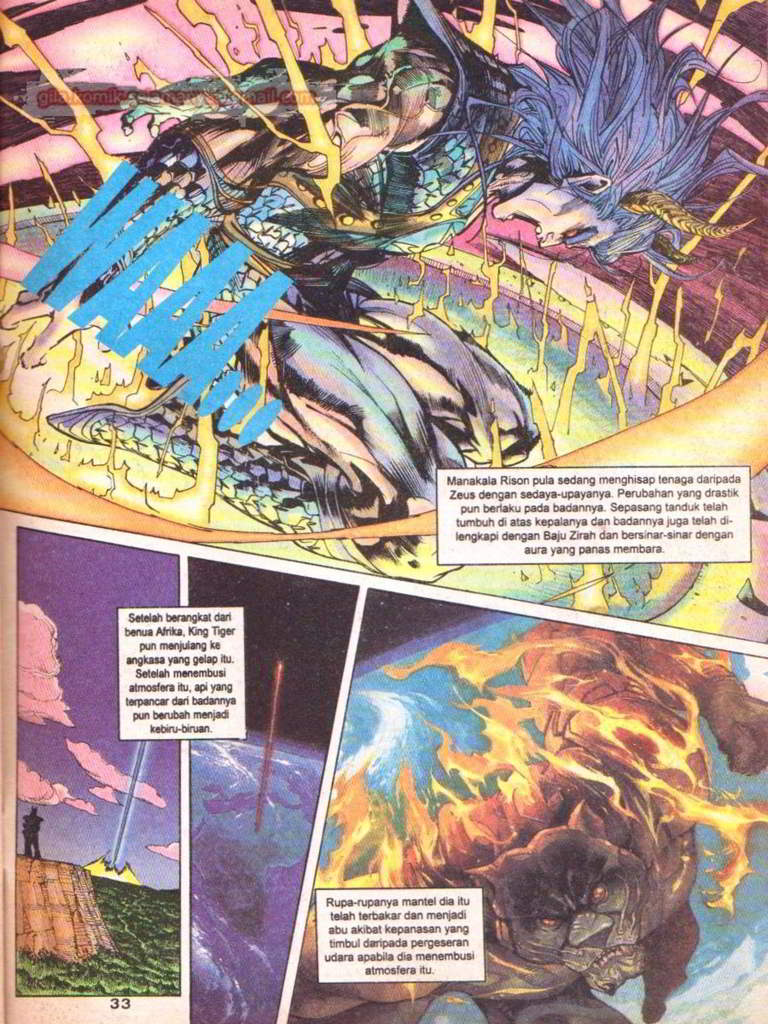 WAAA...
Manakala Rison pula sedang menghisap tenaga daripada
Zeus dengan sedaya-upayanya. Perubahan yang drastik
pun berlaku pada badannya. Sepasang tanduk telah
tumbuh di atas kepalanya dan badannya juga telah di-
lengkapi dengan Baju Zirah dan bersinar-sinar dengan
aura yang panas membara.
Setelah berangkat dari
benua Afrika, King Tiger
pun menjulang ke
angkasa yang gelap itu.
Setelah menembusi
atmosfera itu, api yang
terpancar dari badannya
pun berubah menjadi
kebiru-biruan.
Rupa-rupanya mantel dia itu
telah terbakar dan menjadi
abu akibat kepanasan yang
timbul daripada pergeseran
udara apabila dia menembusi
atmosfera itu.
33